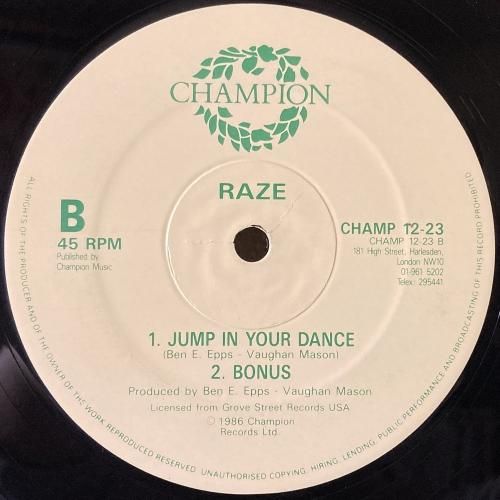 CHAMPION
RAZE
B
45 RPM
Published by
Champion Music
CHAMP 12-23
CHAMP 12-23 B
181 High Street, Harlesden,
London NW10
01-961 5202
Telex: 295441
1. JUMP IN YOUR DANCE
(Ben E. Epps - Vaughan Mason)
2. BONUS
Produced by Ben E. Epps - Vaughan Mason
Licensed from Grove Street Records USA
© 1986 Champion
Records Ltd.
ALL RIGHTS OF THE PRODUCER AND OF THE OWNER OF THE WORK REPRODUCED RESERVED. UNAUTHORISED COPYING, HIRING, LENDING, PUBLIC PERFORMANCE AND BROADCASTING OF THIS RECORD PROHIBITED